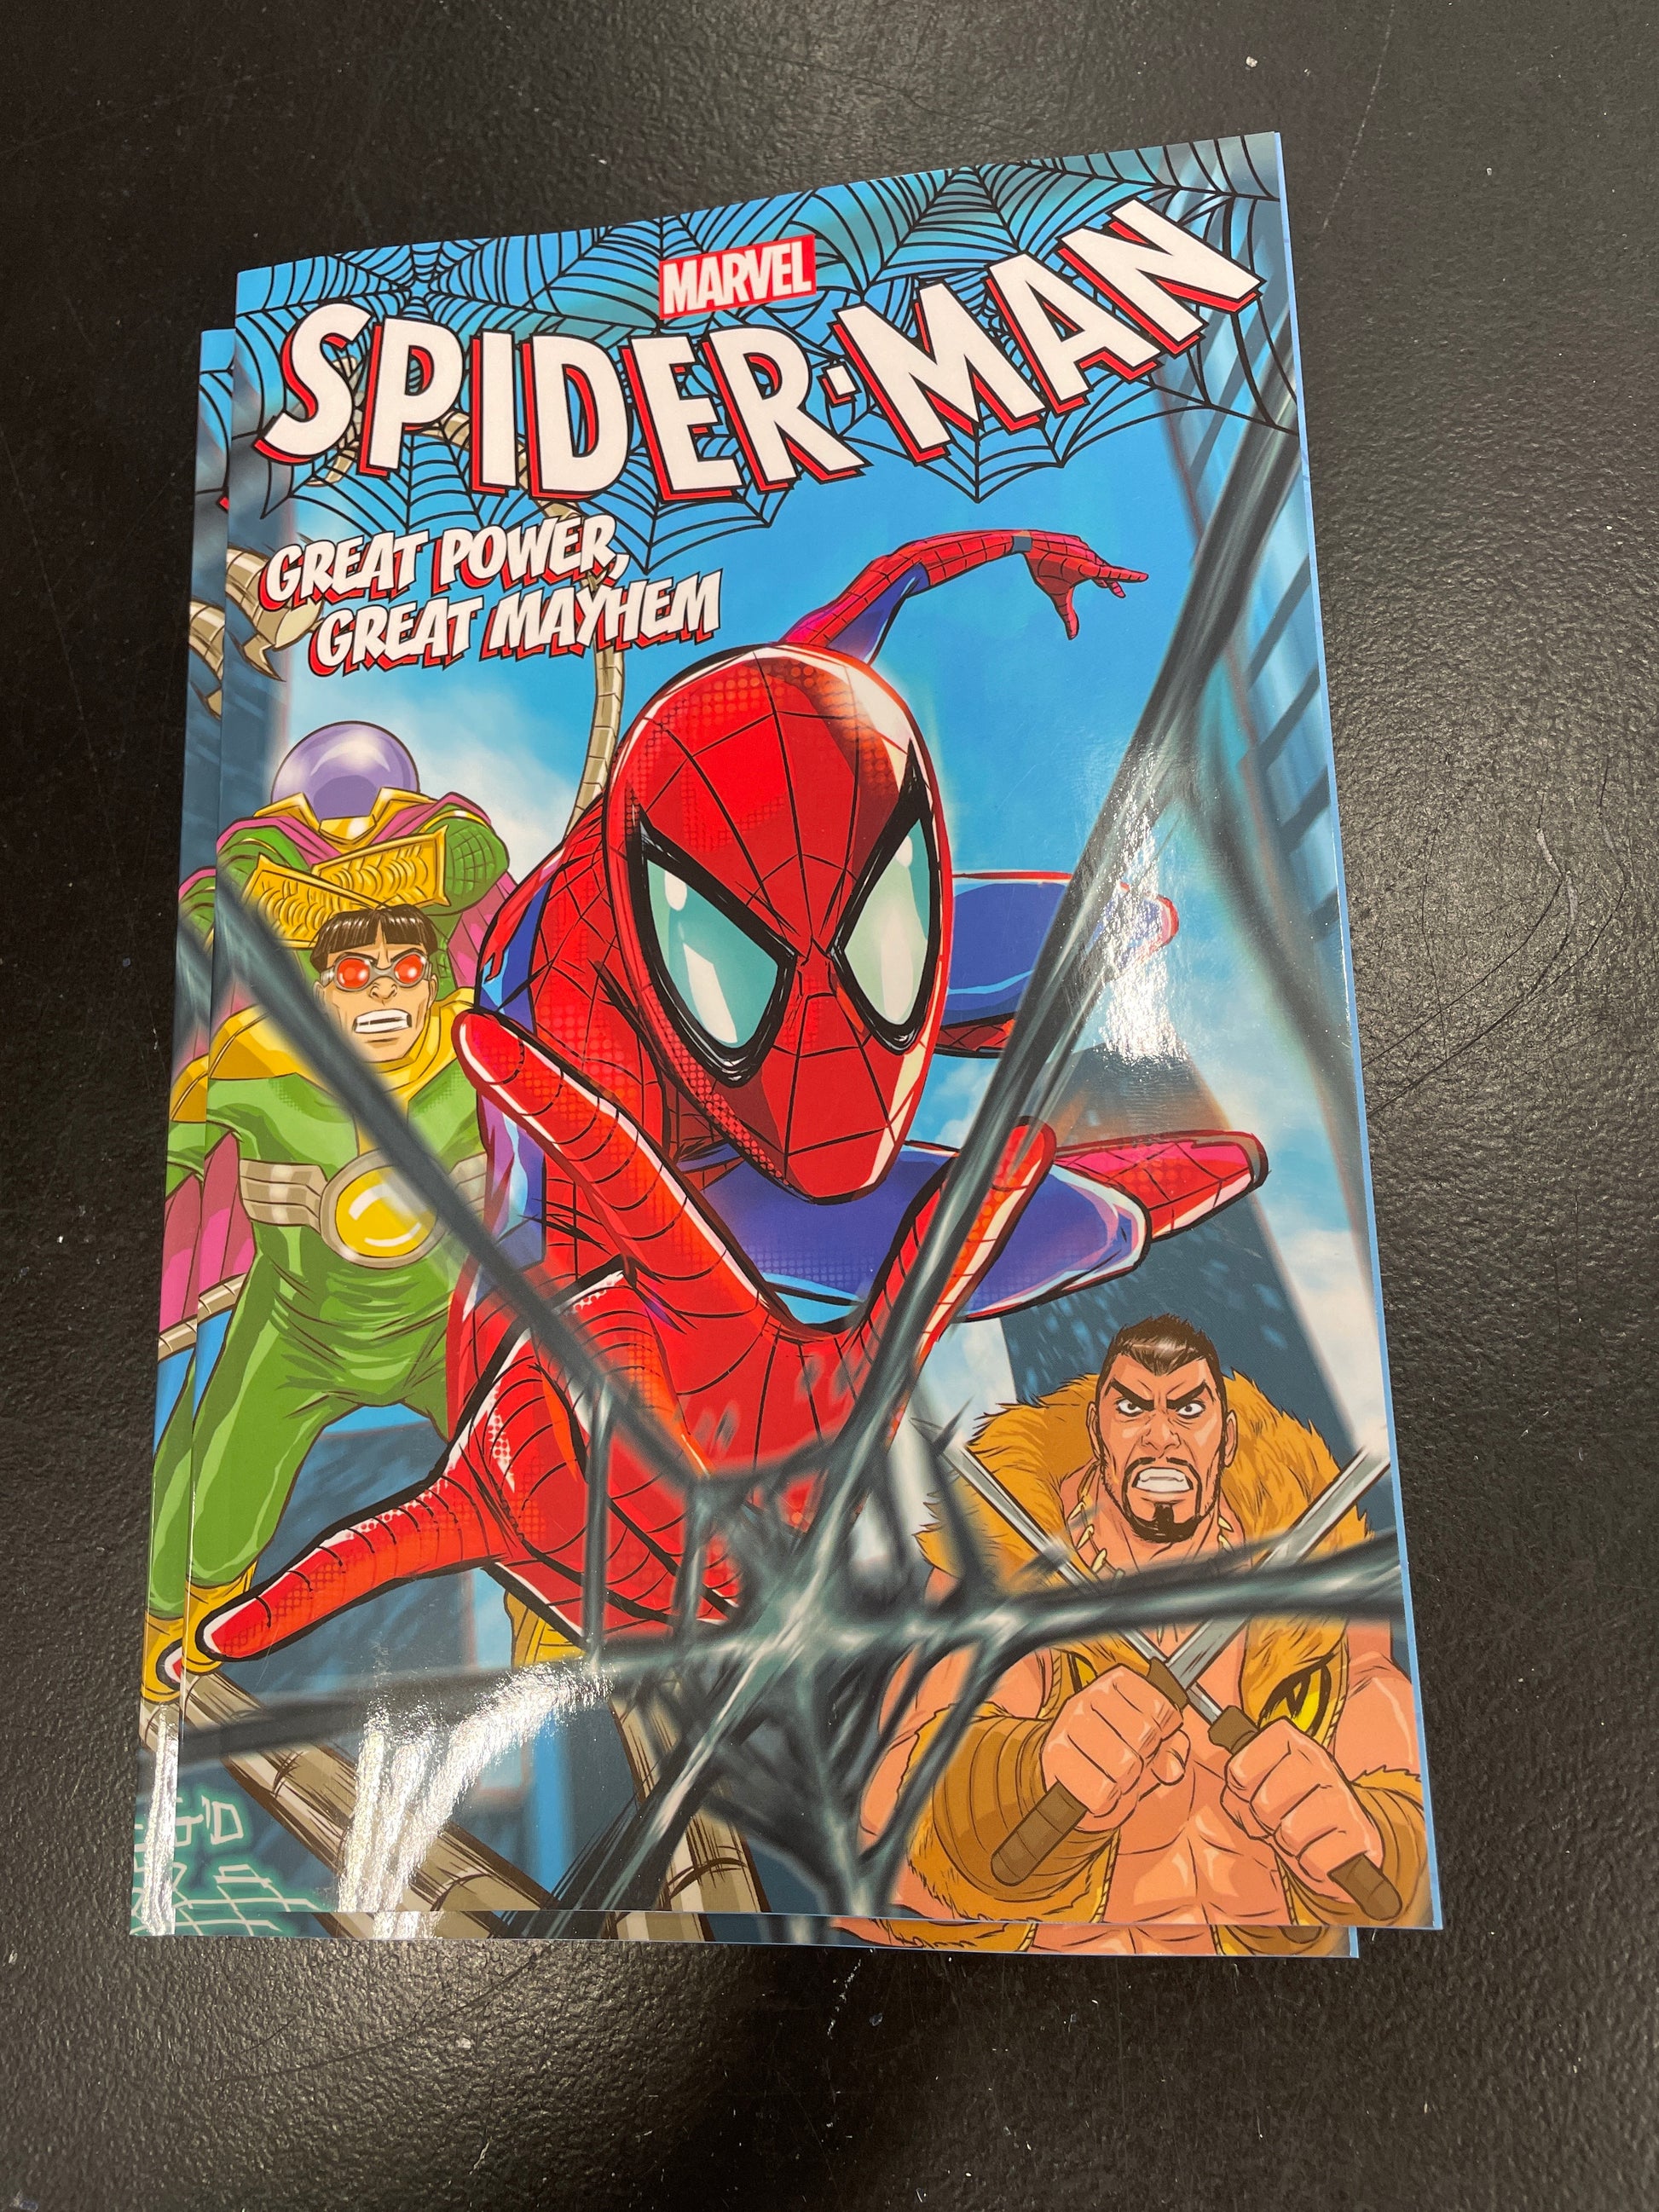 MARVEL
SPIDER-MAN
GREAT POWER,
GREAT MAYHEM